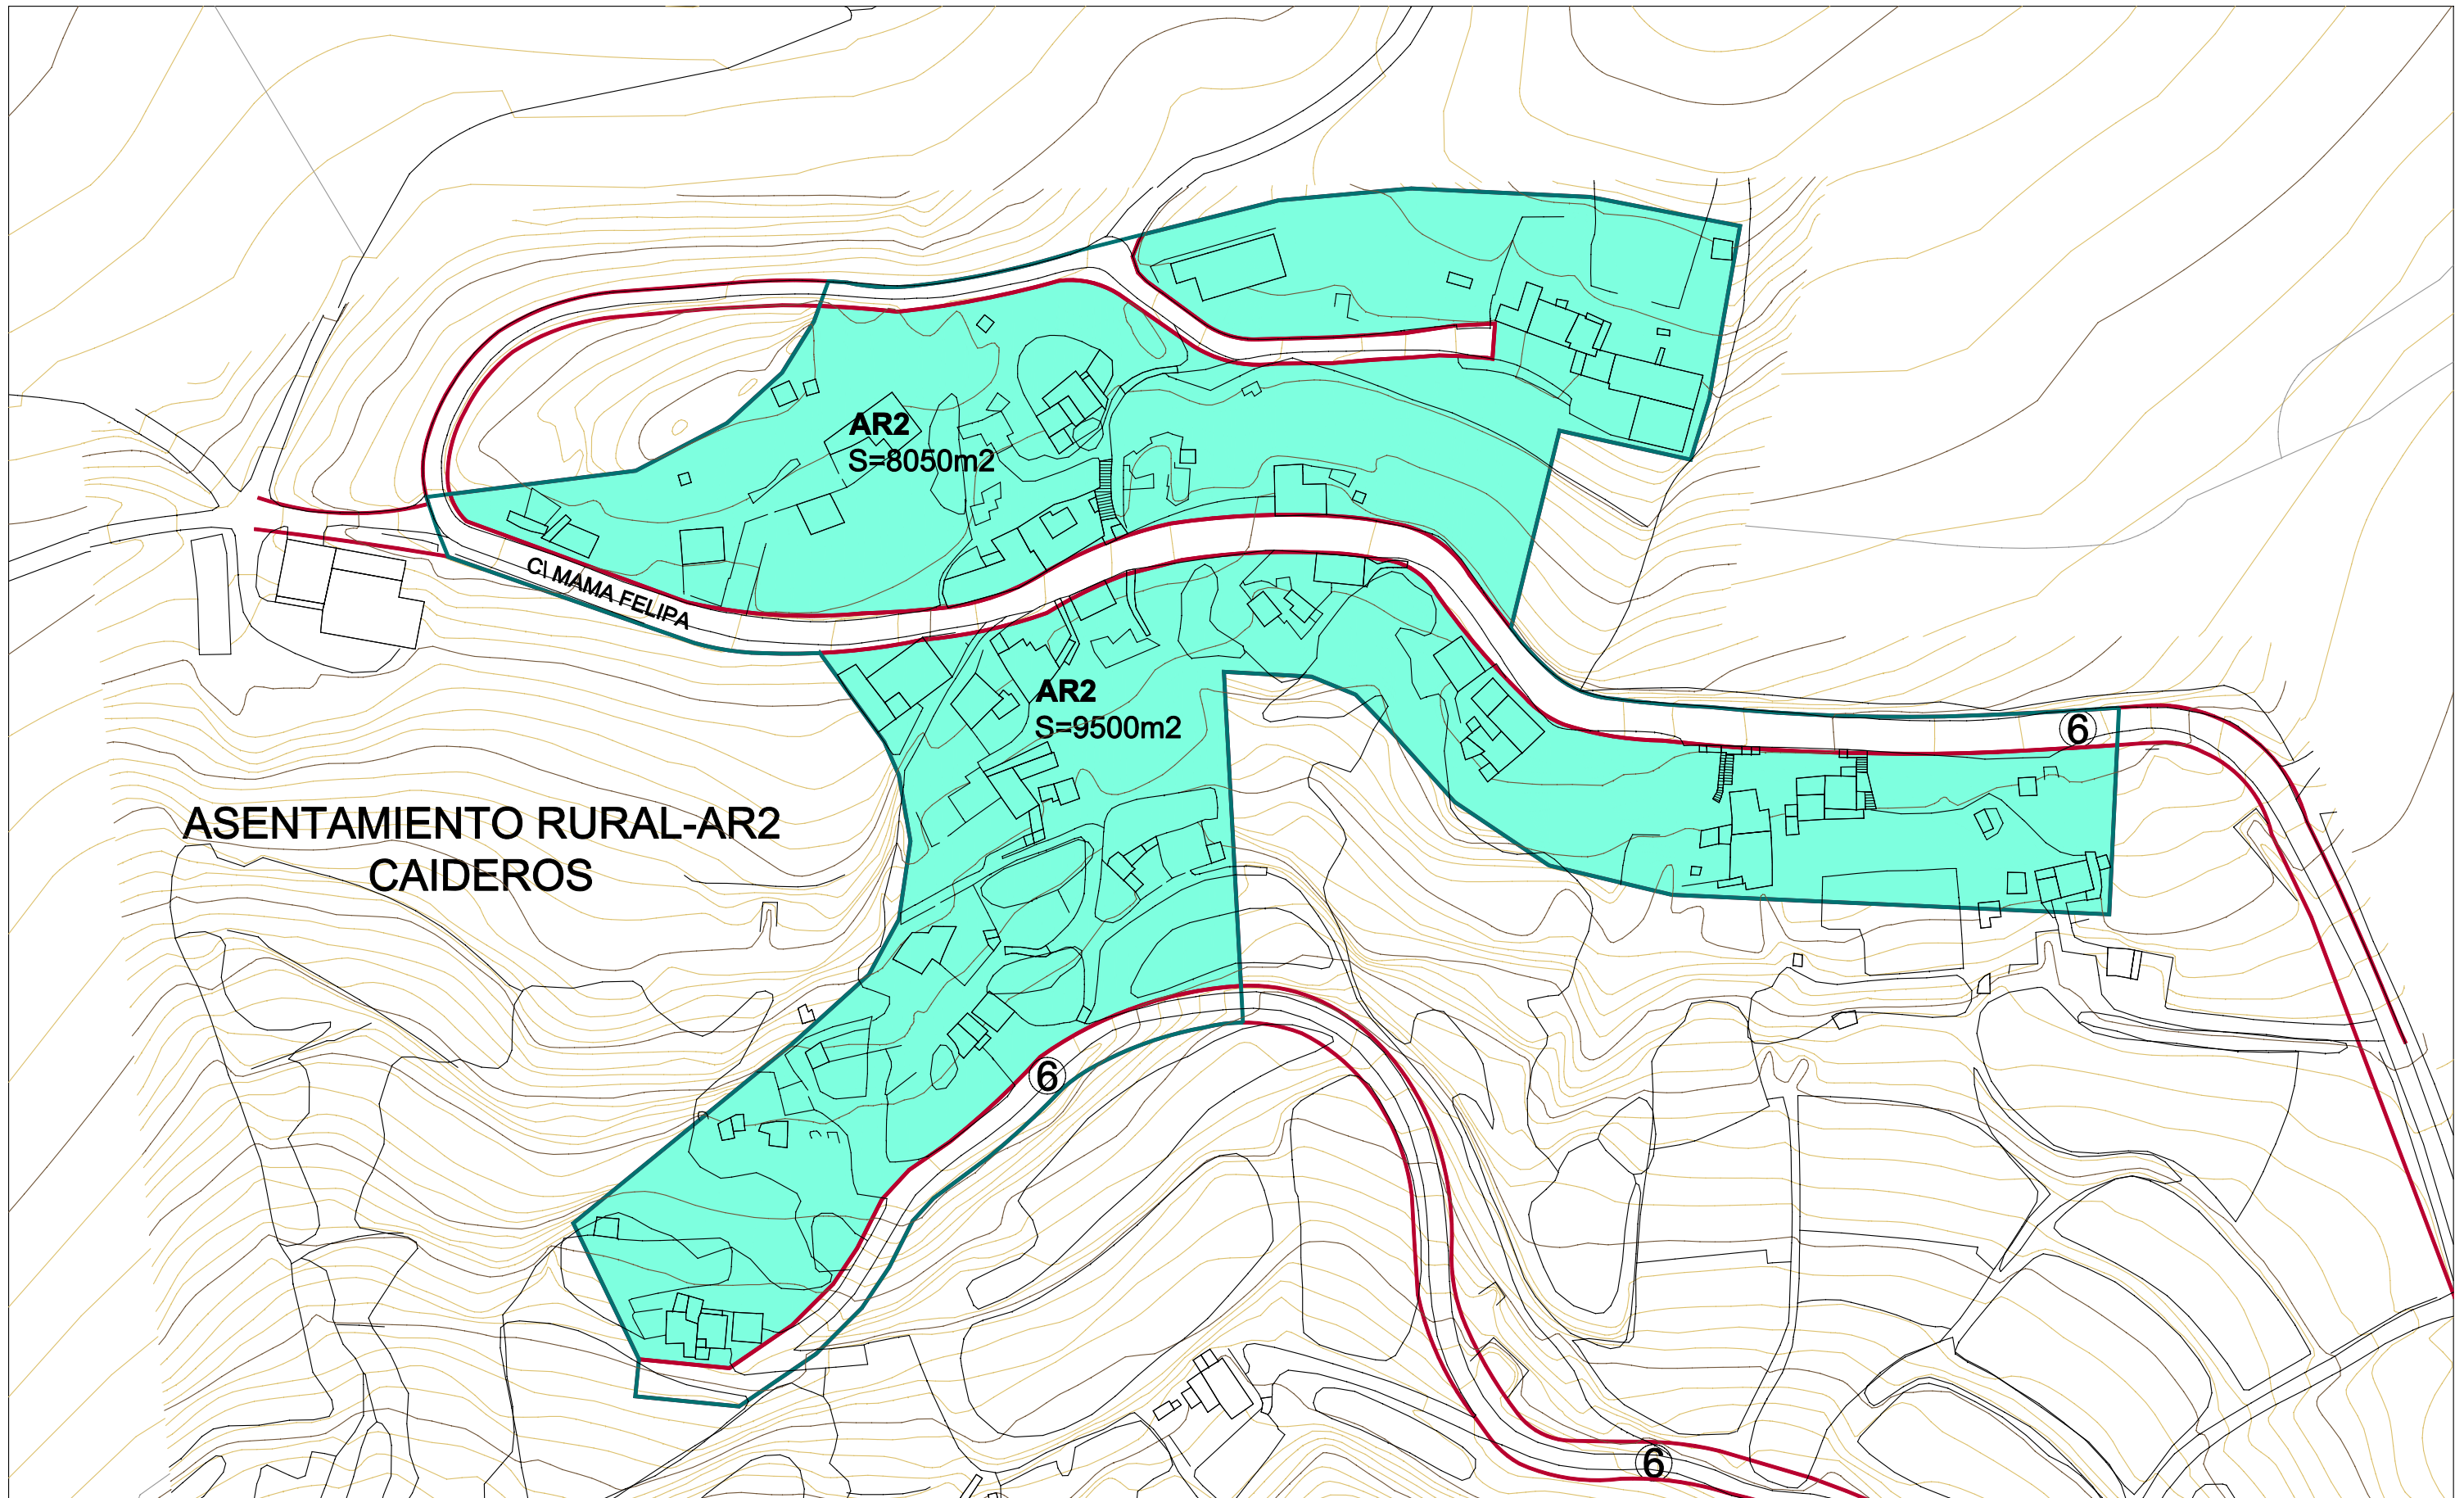 AR2
S=8050m2
C\ MAMA FELIPA
AR2
S=9500m2
6
ASENTAMIENTO RURAL-AR2
CAIDEROS
6
6